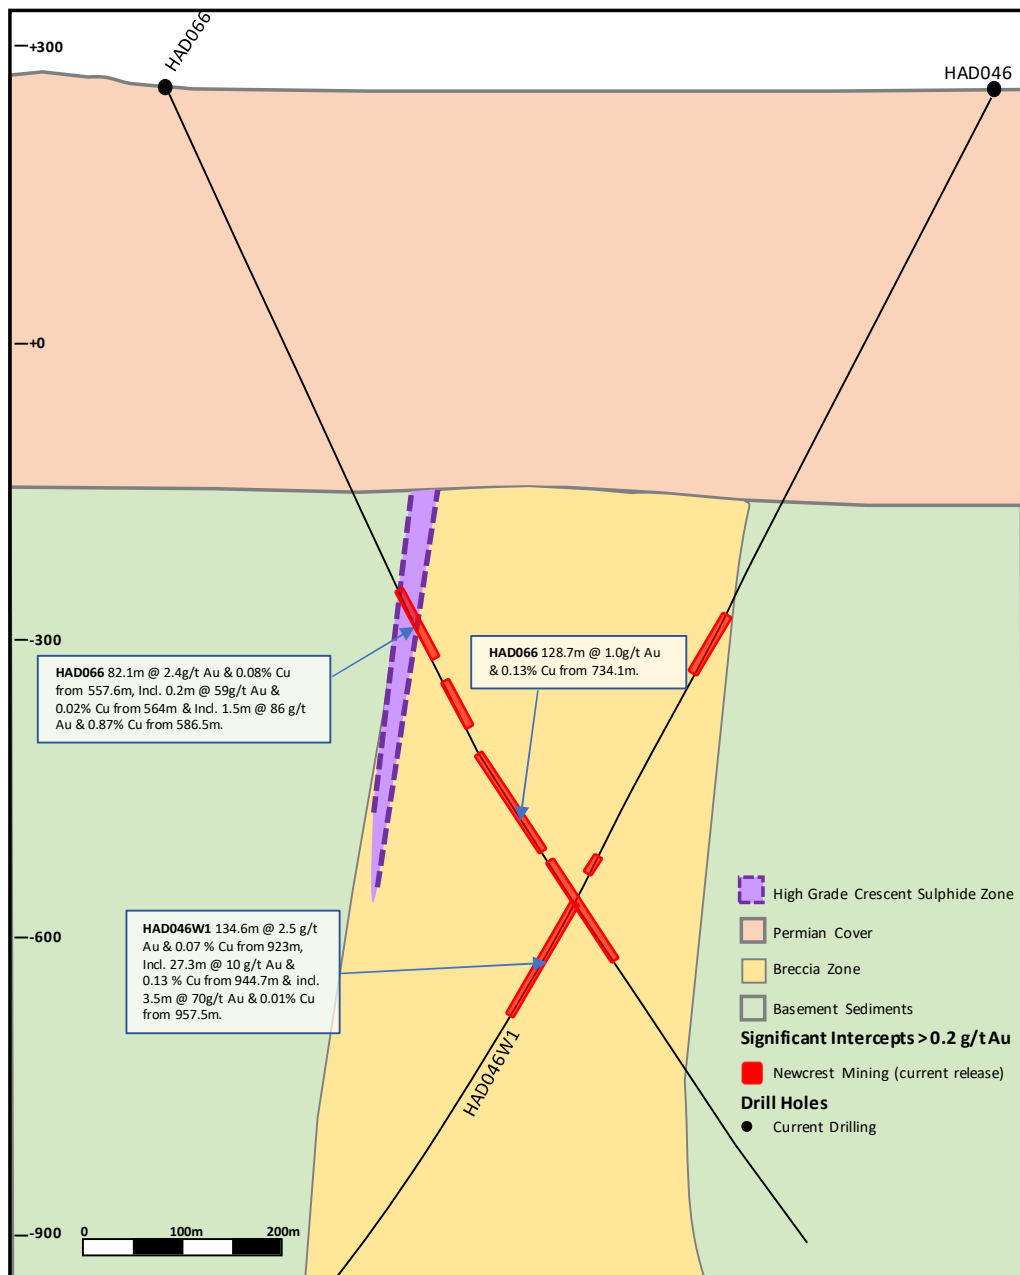 HAD066
+300
HAD046
+0
-300
HAD066 128.7m @ 1.0g/t Au
& 0.13% Cu from 734.1m.
HAD066 82.1m @ 2.4g/t Au & 0.08% Cu
from 557.6m, Incl. 0.2m @ 59g/t Au &
0.02% Cu from 564m & Incl. 1.5m @ 86 g/t
Au & 0.87% Cu from 586.5m.
High Grade Crescent Sulphide Zone
Permian Cover
Breccia Zone
Basement Sediments
Significant Intercepts > 0.2 g/t Au
Newcrest Mining (current release)
Drill Holes
Current Drilling
-600
HAD046W1 134.6m @ 2.5 g/t
Au & 0.07 % Cu from 923m,
Incl. 27.3m @ 10 g/t Au &
0.13 % Cu from 944.7m & incl.
3.5m @ 70g/t Au & 0.01% Cu
from 957.5m.
HAD046W1
-900
0 100m 200m